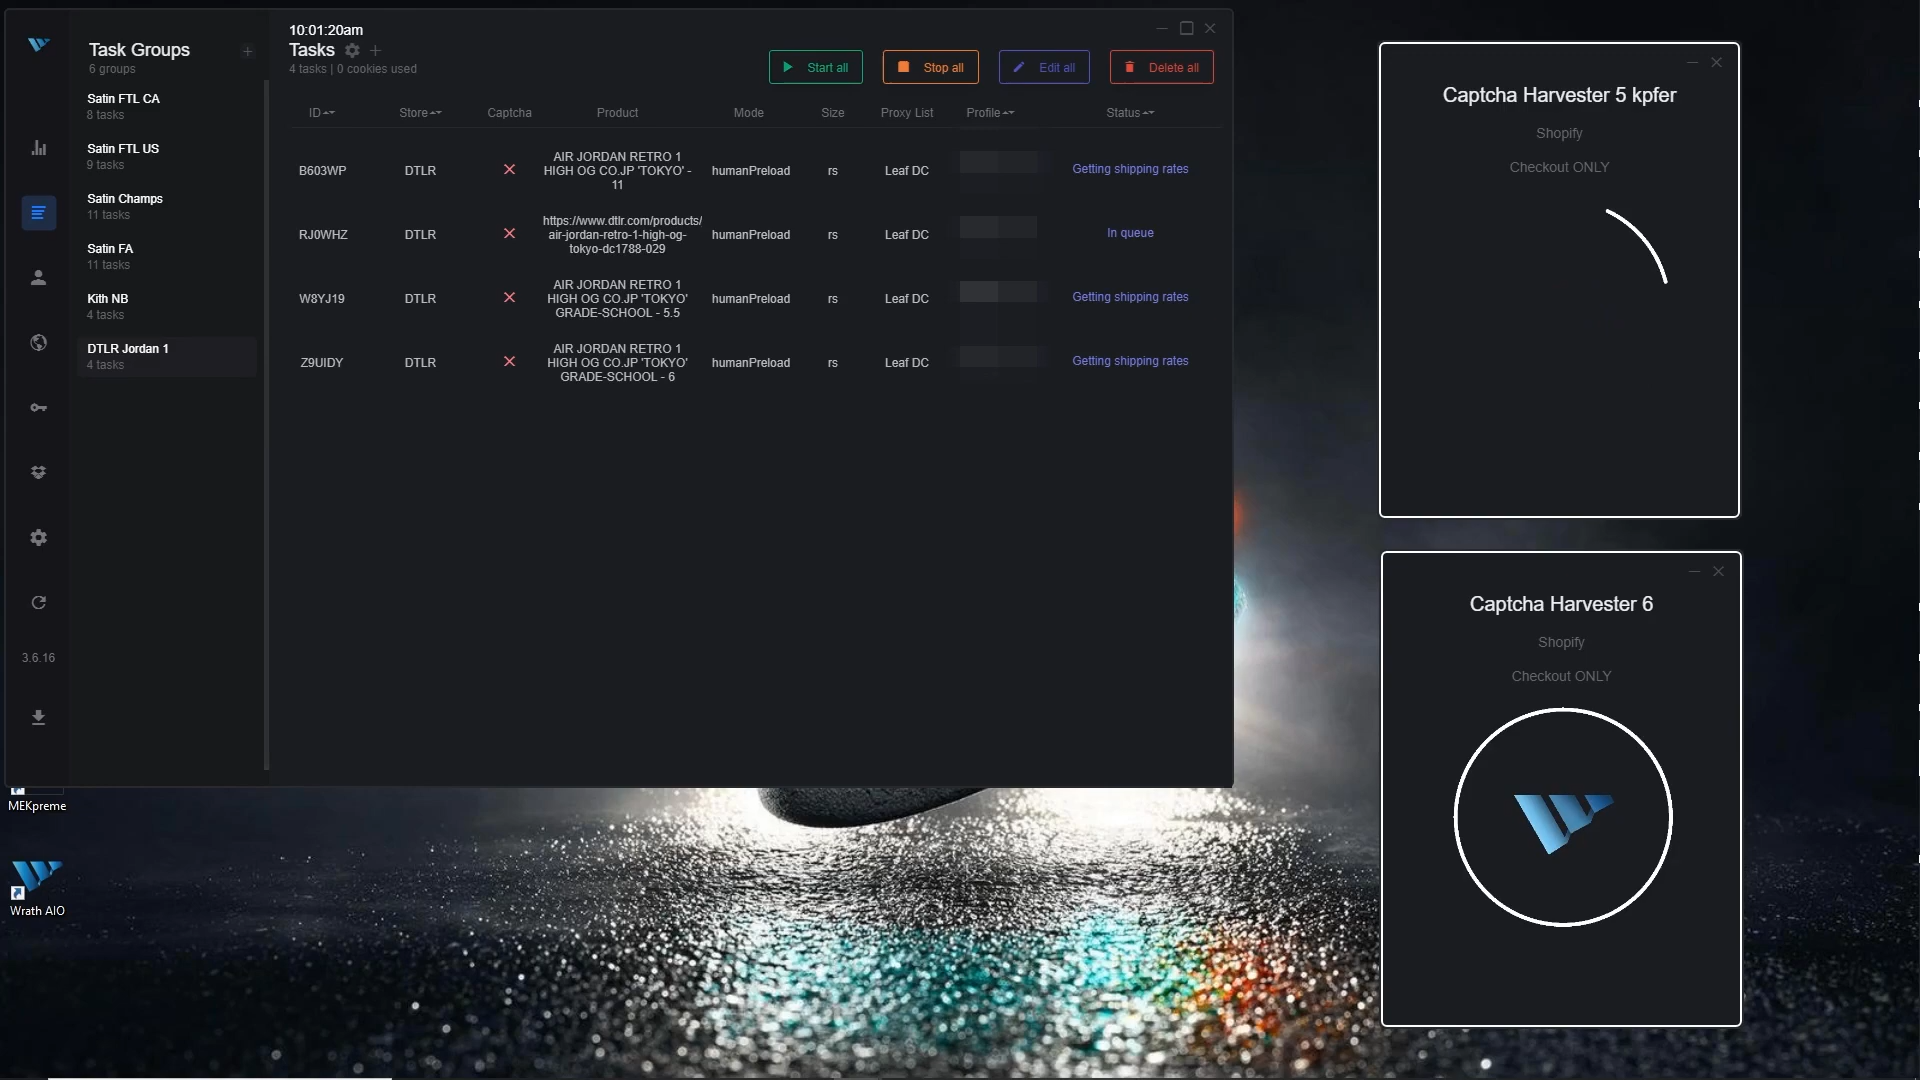 10:01:20am
Task Groups
6 groups
Tasks
4 tasks | 0 cookies used
Start all
Stop all
Edit all
Delete all
Satin FTL CA
8 tasks
Satin FTL US
9 tasks
Satin Champs
11 tasks
Satin FA
11 tasks
Kith NB
4 tasks
DTLR Jordan 1
4 tasks
3.6.16
ID Store Captcha Product Mode Size Proxy List Profile Status
B603WP
DTLR
AIR JORDAN RETRO 1
HIGH OG CO.JP 'TOKYO' -
11
humanPreload
rs
Leaf DC
Getting shipping rates
RJ0WHZ
DTLR
https://www.dtlr.com/products/
air-jordan-retro-1-high-og-
tokyo-dc1788-029
humanPreload
rs
Leaf DC
In queue
W8YJ19
DTLR
AIR JORDAN RETRO 1
HIGH OG CO.JP 'TOKYO'
GRADE-SCHOOL - 5.5
humanPreload
rs
Leaf DC
Getting shipping rates
Z9UIDY
DTLR
AIR JORDAN RETRO 1
HIGH OG CO.JP 'TOKYO'
GRADE-SCHOOL - 6
humanPreload
rs
Leaf DC
Getting shipping rates
Captcha Harvester 5 kpfer
Shopify
Checkout ONLY
Captcha Harvester 6
Shopify
Checkout ONLY
MEKpreme
Wrath AIO